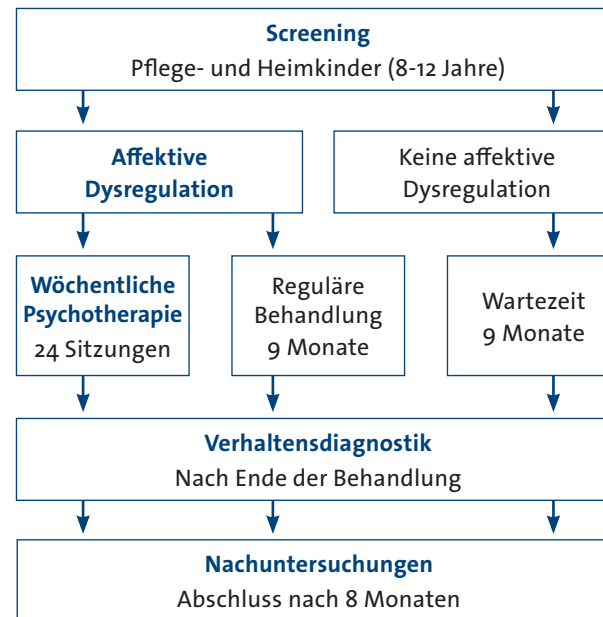 Screening
Pflege- und Heimkinder (8-12 Jahre)
Affektive
Dysregulation
Keine affektive
Dysregulation
Wöchentliche
Psychotherapie
24 Sitzungen
Reguläre
Behandlung
9 Monate
Wartezeit
9 Monate
Verhaltensdiagnostik
Nach Ende der Behandlung
Nachuntersuchungen
Abschluss nach 8 Monaten